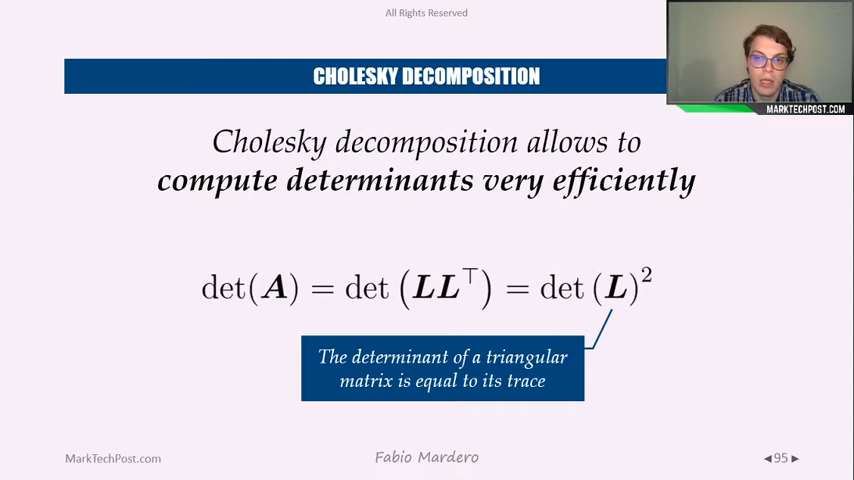 All Rights Reserved
CHOLESKY DECOMPOSITION
MARKTECHPOST.COM
Cholesky decomposition allows to
compute determinants very efficiently
det(A) = det (LL⊤) = det (L)²
The determinant of a triangular
matrix is equal to its trace
MarkTechPost.com
Fabio Mardero
◄95►